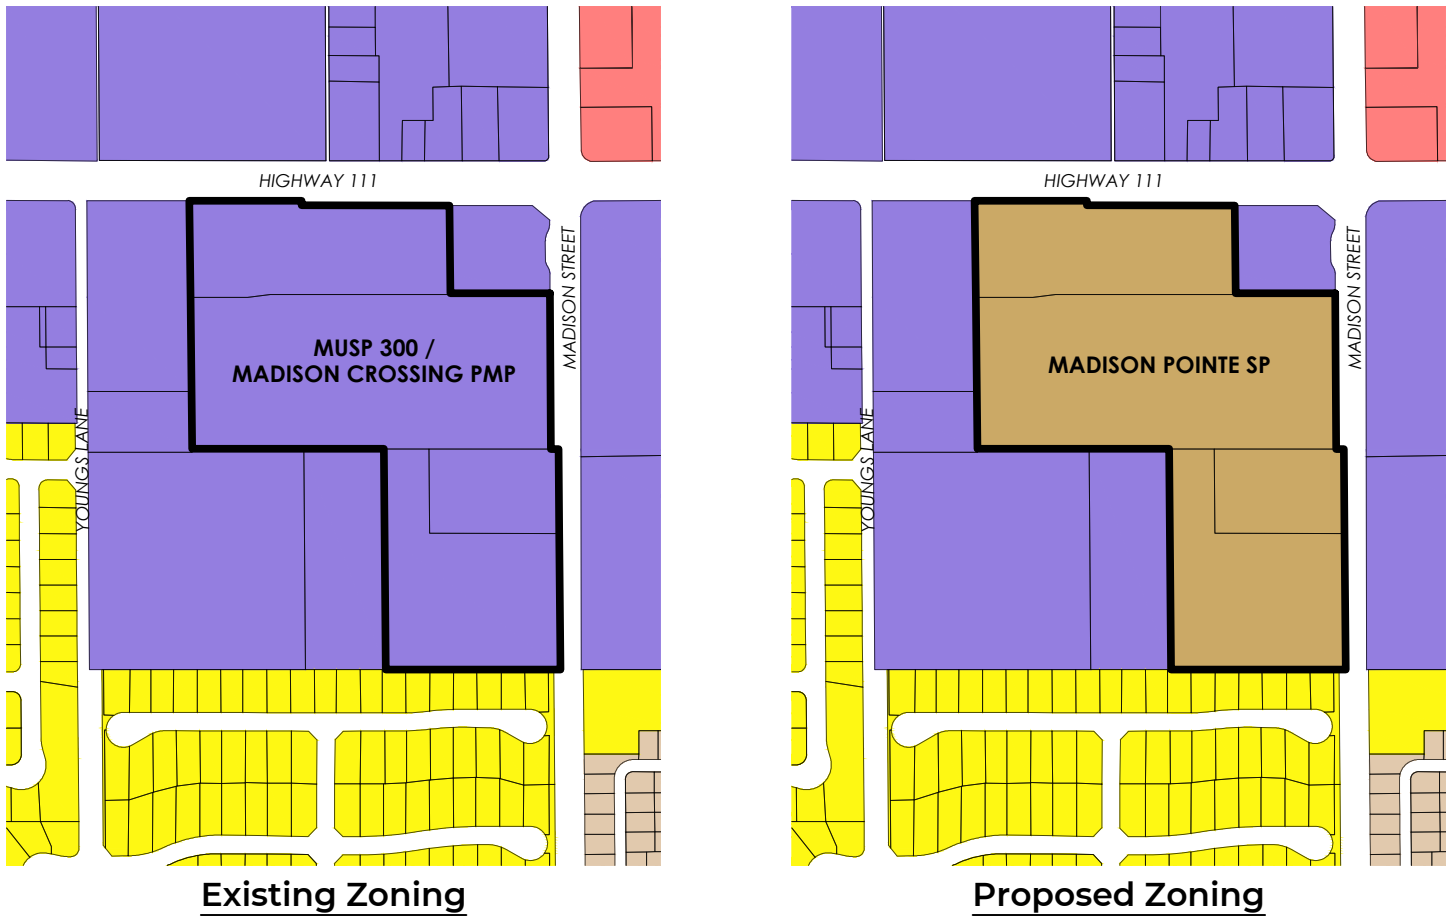 HIGHWAY 111
MADISON STREET
MUSP 300 /
MADISON CROSSING PMP
YOUNGS LANE
Existing Zoning
HIGHWAY 111
MADISON STREET
MADISON POINTE SP
YOUNGS LANE
Proposed Zoning